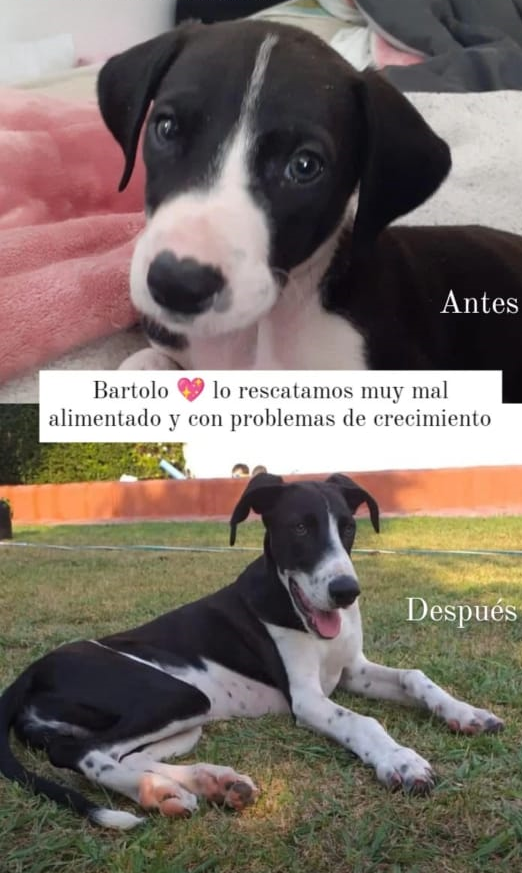 Antes
Bartolo 💖 lo rescatamos muy mal
alimentado y con problemas de crecimiento
Después